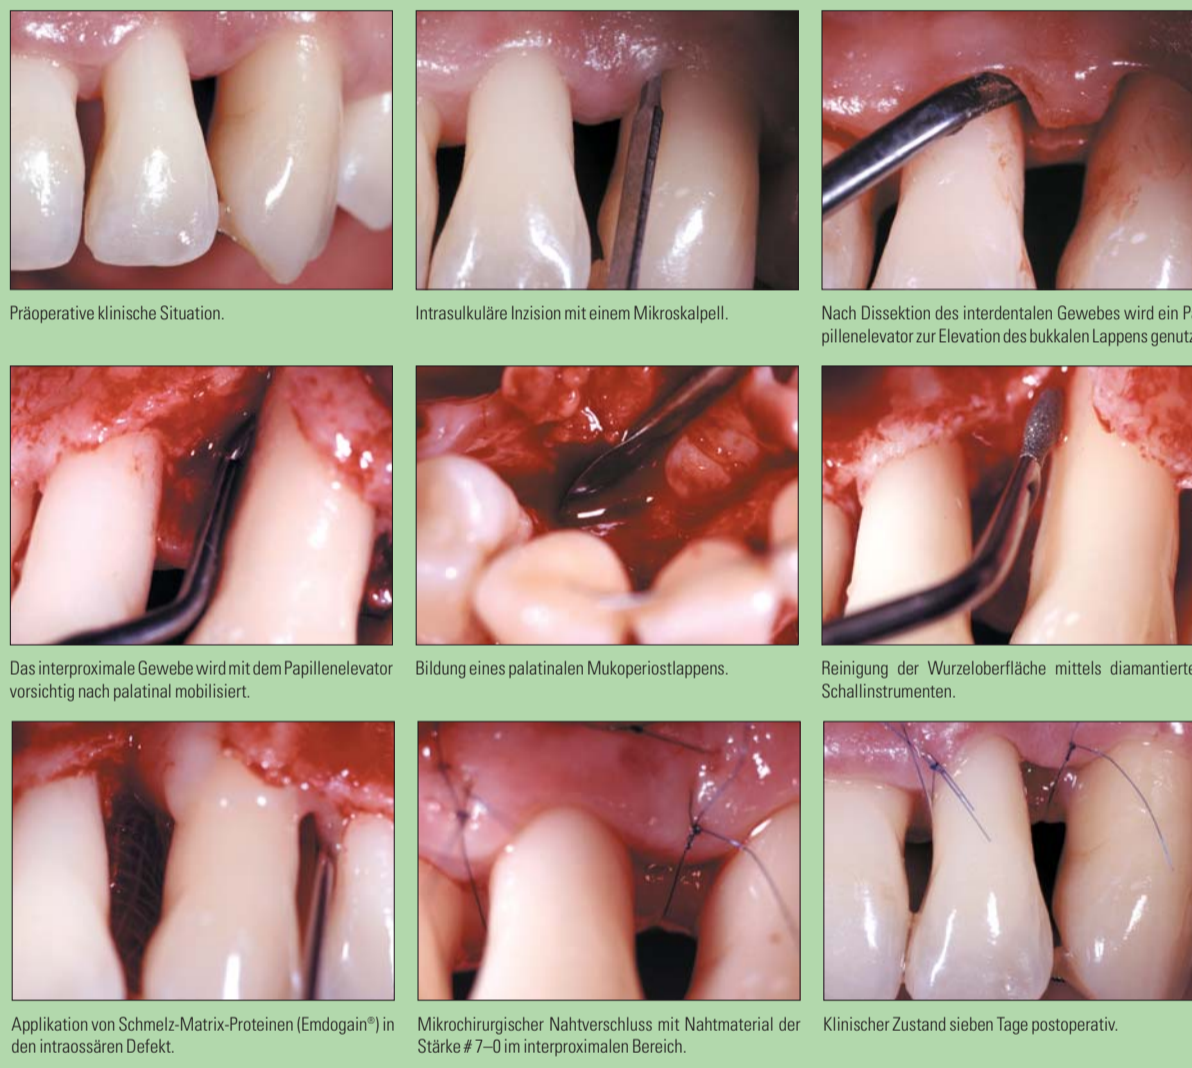 Präoperative klinische Situation.
Intrasulkuläre Inzision mit einem Mikroskalpell.
Nach Dissektion des interdentalen Gewebes wird ein Pa
pillenelevator zur Elevation des bukkalen Lappens genutz
Das interproximale Gewebe wird mit dem Papillenelevator
vorsichtig nach palatinal mobilisiert.
Bildung eines palatinalen Mukoperiostlappens.
Reinigung der Wurzeloberfläche mittels diamantierte
Schallinstrumenten.
Applikation von Schmelz-Matrix-Proteinen (Emdogain®) in
den intraossären Defekt.
Mikrochirurgischer Nahtverschluss mit Nahtmaterial der
Stärke # 7–0 im interproximalen Bereich.
Klinischer Zustand sieben Tage postoperativ.